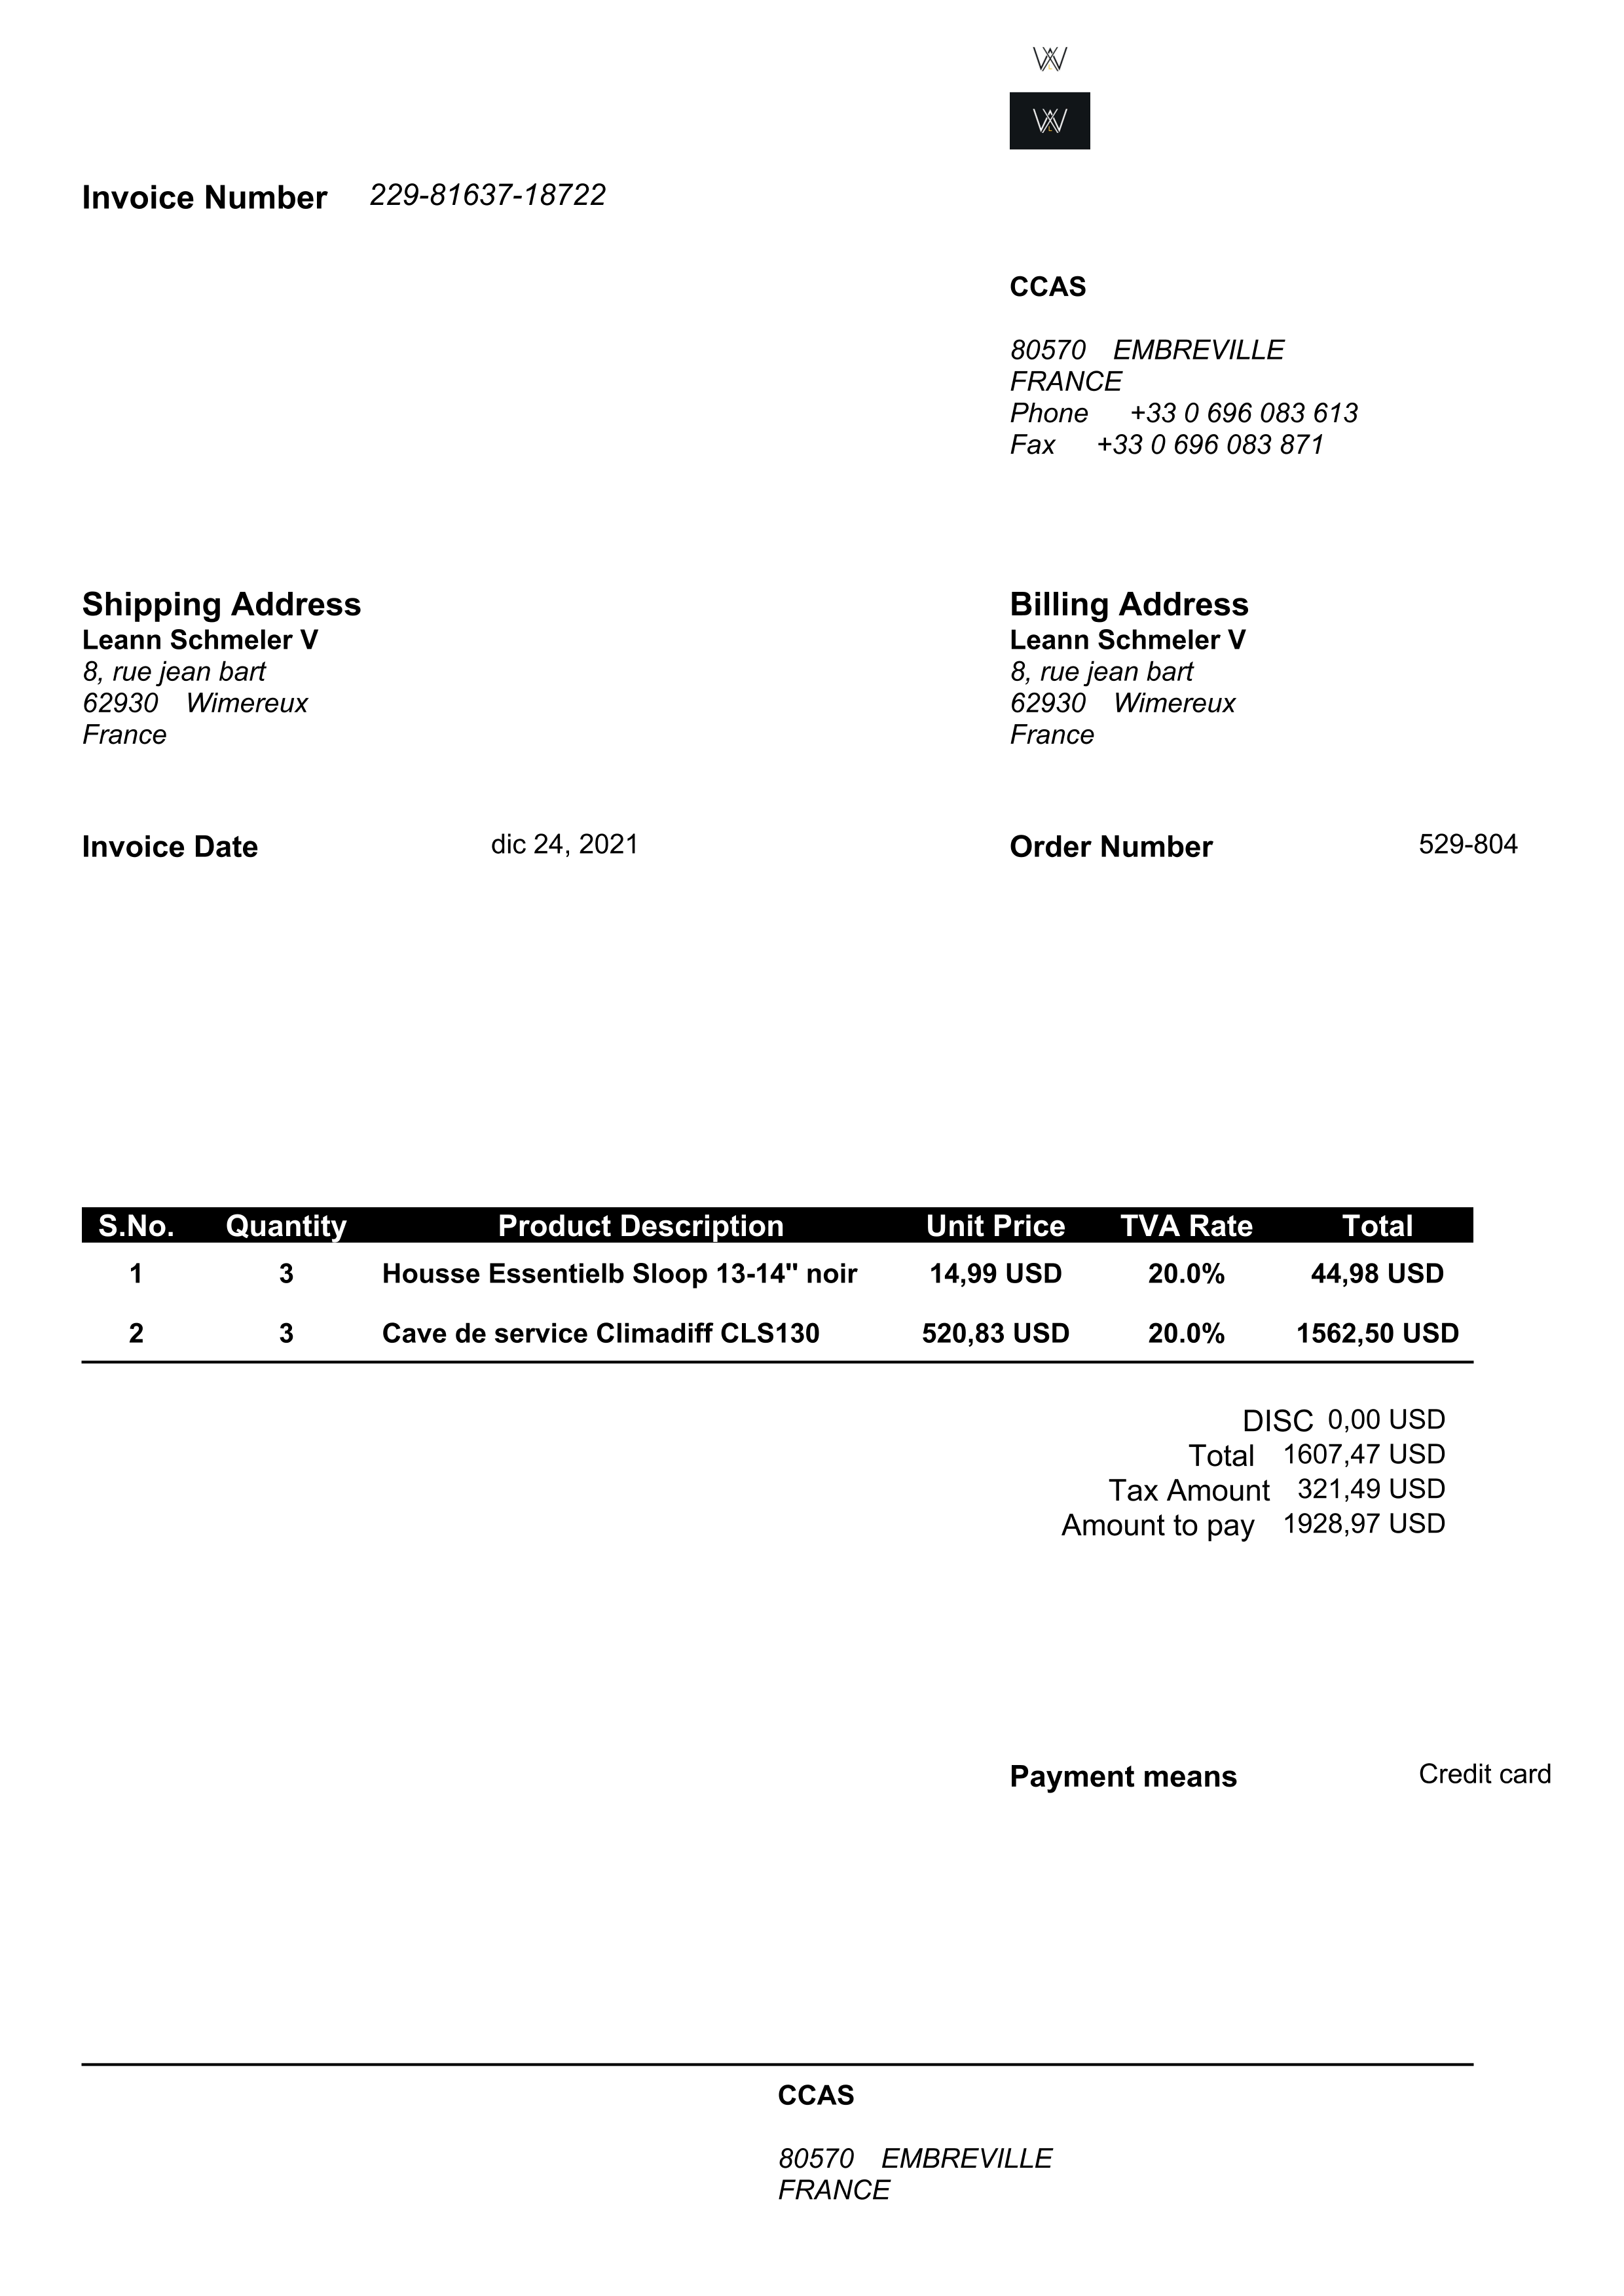 Invoice Number 229-81637-18722
CCAS
80570 EMBREVILLE
FRANCE
Phone +33 0 696 083 613
Fax +33 0 696 083 871
Shipping Address
Leann Schmeler V
8, rue jean bart
62930 Wimereux
France
Billing Address
Leann Schmeler V
8, rue jean bart
62930 Wimereux
France
Invoice Date dic 24, 2021
Order Number 529-804
S.No. Quantity Product Description Unit Price TVA Rate Total
1 3 Housse Essentielb Sloop 13-14" noir 14,99 USD 20.0% 44,98 USD
2 3 Cave de service Climadiff CLS130 520,83 USD 20.0% 1562,50 USD
DISC 0,00 USD
Total 1607,47 USD
Tax Amount 321,49 USD
Amount to pay 1928,97 USD
Payment means Credit card
CCAS
80570 EMBREVILLE
FRANCE